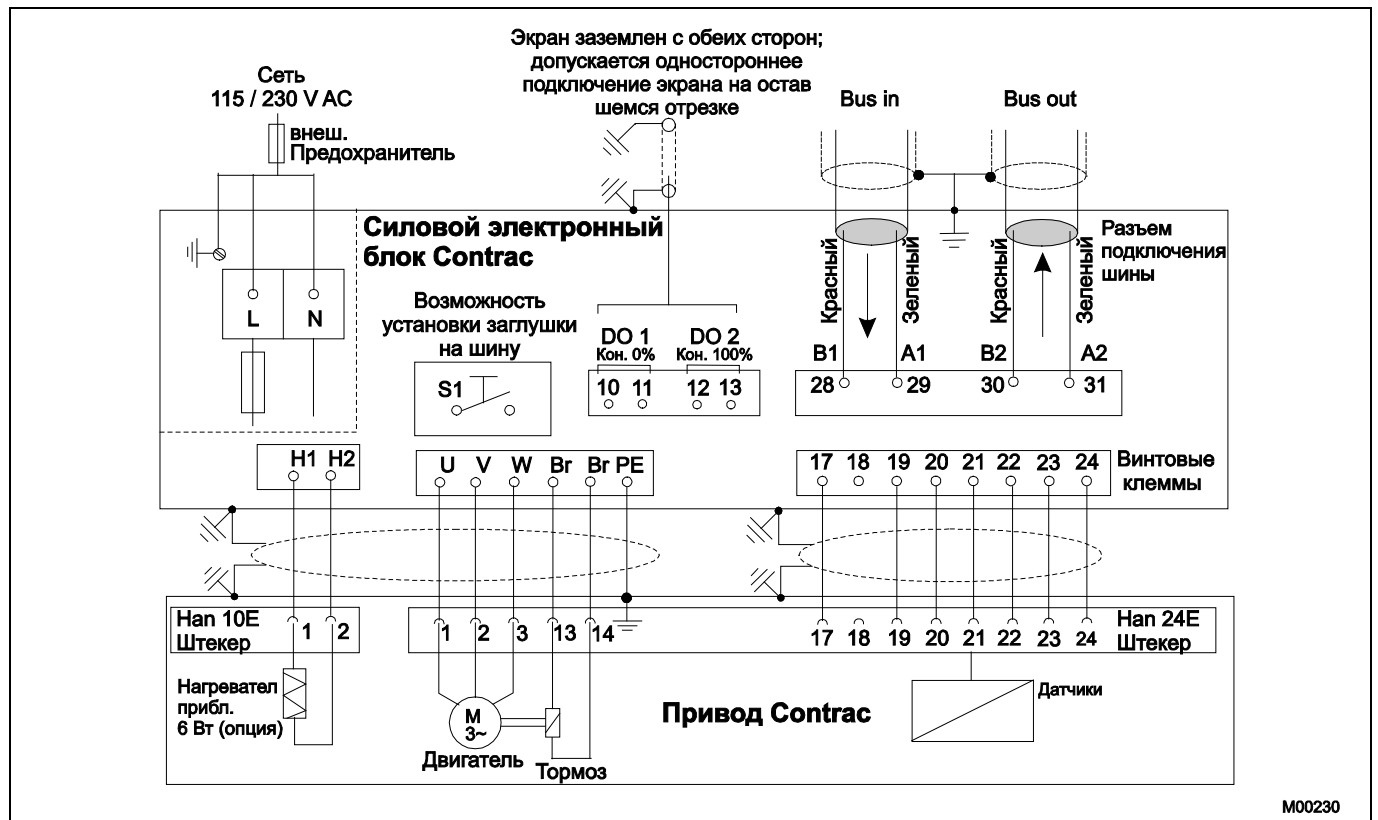 Экран заземлен с обеих сторон;
допускается одностороннее
подключение экрана на остав
шемся отрезке
Сеть
115 / 230 V AC
внеш.
Предохранитель
Bus in
Bus out
Силовой электронный
блок Contrac
Разъем
подключения
шины
Красный
Зеленый
Красный
Зеленый
L N
Возможность
установки заглушки
на шину
S1
DO 1 DO 2
Кон. 0% Кон. 100%
10 11 12 13
B1 A1 B2 A2
28 29 30 31
H1 H2
U V W Br Br PE
17 18 19 20 21 22 23 24
Винтовые
клеммы
Han 10E
Штекер
1 2
1 2 3 13 14
17 18 19 20 21 22 23 24
Han 24E
Штекер
Нагревател
прибл.
6 Вт (опция)
M
3~
Двигатель
Тормоз
Привод Contrac
Датчики
M00230